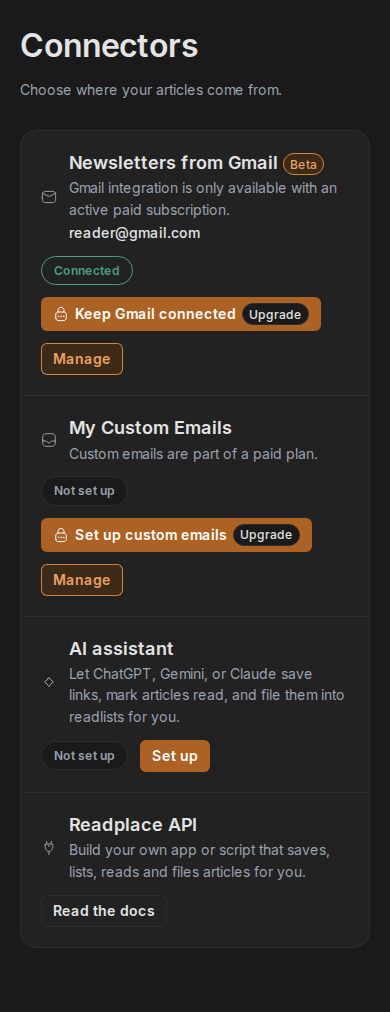 Connectors
Choose where your articles come from.
Newsletters from Gmail Beta
Gmail integration is only available with an
active paid subscription.
reader@gmail.com
Connected
Keep Gmail connected Upgrade
Manage
My Custom Emails
Custom emails are part of a paid plan.
Not set up
Set up custom emails Upgrade
Manage
AI assistant
Let ChatGPT, Gemini, or Claude save
links, mark articles read, and file them into
readlists for you.
Not set up Set up
Readplace API
Build your own app or script that saves,
lists, reads and files articles for you.
Read the docs